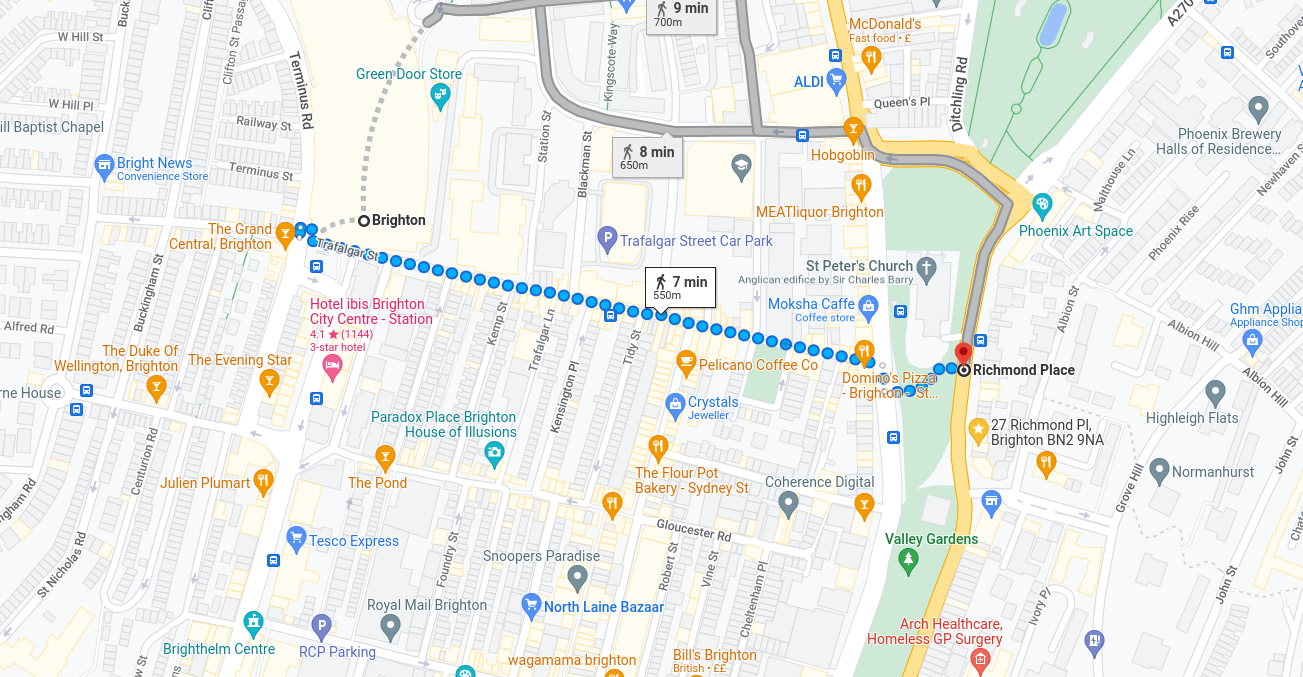 W Hill St
Clifton St Passage
9 min
700m
McDonald's
Fast food • £
A270
Kingscote-Way
Green Door Store
ALDI
Ditchling Rd
Queen's Pl
W Hill Pl
Terminus Rd
Railway St
ill Baptist Chapel
Station St
Blackman St
8 min
650m
Hobgoblin
Phoenix Brewery
Halls of Residence...
Bright News
Convenience Store
Terminus St
Malthouse Ln
Newhaven S
Southove
MEATliquor Brighton
Phoenix Rise
Phoenix Art Space
Brighton
The Grand
Central, Brighton
Trafalgar St
Trafalgar Street Car Park
St Peter's Church
Anglican edifice by Sir Charles Barry
7 min
550m
Buckingham St
Hotel ibis Brighton
City Centre - Station
4.1 ★ (1144)
3-star hotel
Moksha Caffe
Coffee store
Albion St
Albion Hill
Ghm Applia
Appliance Shop
Alfred Rd
Kemp St
Trafalgar Ln
Tidy St
The Duke Of
Wellington, Brighton
The Evening Star
Pelicano Coffee Co
Domino's Pizza
- Brighton - St...
Richmond Place
Albion Hill
rne House
Kensington Pl
Crystals
Jeweller
Highleigh Flats
Paradox Place Brighton
House of Illusions
27 Richmond Pl,
Brighton BN2 9NA
Centurion Rd
John St
Julien Plumart
The Pond
The Flour Pot
Bakery - Sydney St
Coherence Digital
Normanhurst
Grove Hill
ngham Rd
Gloucester Rd
Tesco Express
Valley Gardens
Snoopers Paradise
Foundry St
Robert St
Vine St
Cheltenham Pl
St Nicholas Rd
John St
Ivory Pl
Royal Mail Brighton
North Laine Bazaar
Brighthelm Centre
RCP Parking
Arch Healthcare,
Homeless GP Surgery
wagamama brighton
Bill's Brighton
British • ££